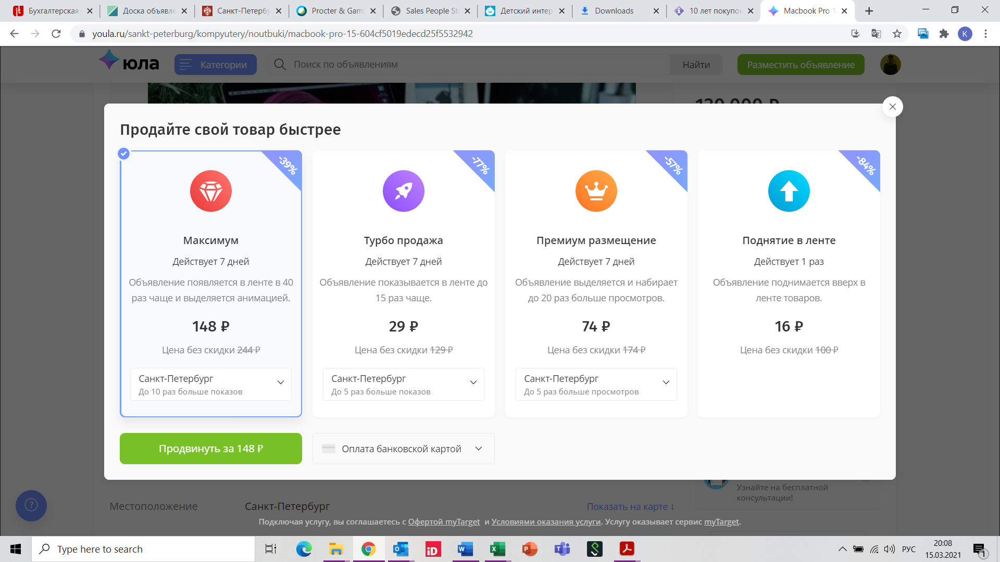 Бухгалтерская
Доска объявле
Санкт-Петербу
Procter & Gam
Sales People St
Детский интер
Downloads
10 лет покупо
Macbook Pro 1
youla.ru/sankt-peterburg/kompyutery/noutbuki/macbook-pro-15-604cf5019edecd25f5532942
K
юла
Категории
Поиск по объявлениям
Найти
Разместить объявление
Продайте свой товар быстрее
-39%
Максимум
Действует 7 дней
Объявление появляется в ленте в 40
раз чаще и выделяется анимацией.
148 ₽
Цена без скидки 244 ₽
Санкт-Петербург
До 10 раз больше показов
-77%
Турбо продажа
Действует 7 дней
Объявление показывается в ленте до
15 раз чаще.
29 ₽
Цена без скидки 129 ₽
Санкт-Петербург
До 5 раз больше показов
-57%
Премиум размещение
Действует 7 дней
Объявление выделяется и набирает
до 20 раз больше просмотров.
74 ₽
Цена без скидки 174 ₽
Санкт-Петербург
До 5 раз больше просмотров
-84%
Поднятие в ленте
Действует 1 раз
Объявление поднимается вверх в
ленте товаров.
16 ₽
Цена без скидки 100 ₽
Продвинуть за 148 ₽
Оплата банковской картой
Узнайте на бесплатной
консультации!
Местоположение
Санкт-Петербург
Показать на карте ↓
Подключая услугу, вы соглашаетесь с Офертой myTarget и Условиями оказания услуги. Услугу оказывает сервис myTarget.
Type here to search
РУС
20:08
15.03.2021
1